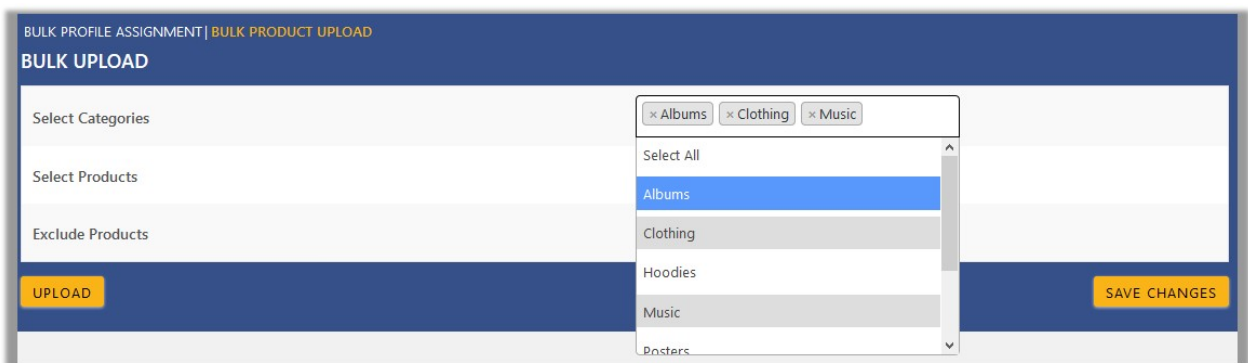 BULK PROFILE ASSIGNMENT| BULK PRODUCT UPLOAD
BULK UPLOAD
Select Categories
× Albums × Clothing × Music
Select All
Select Products
Albums
Exclude Products
Clothing
Hoodies
UPLOAD
SAVE CHANGES
Music
Posters